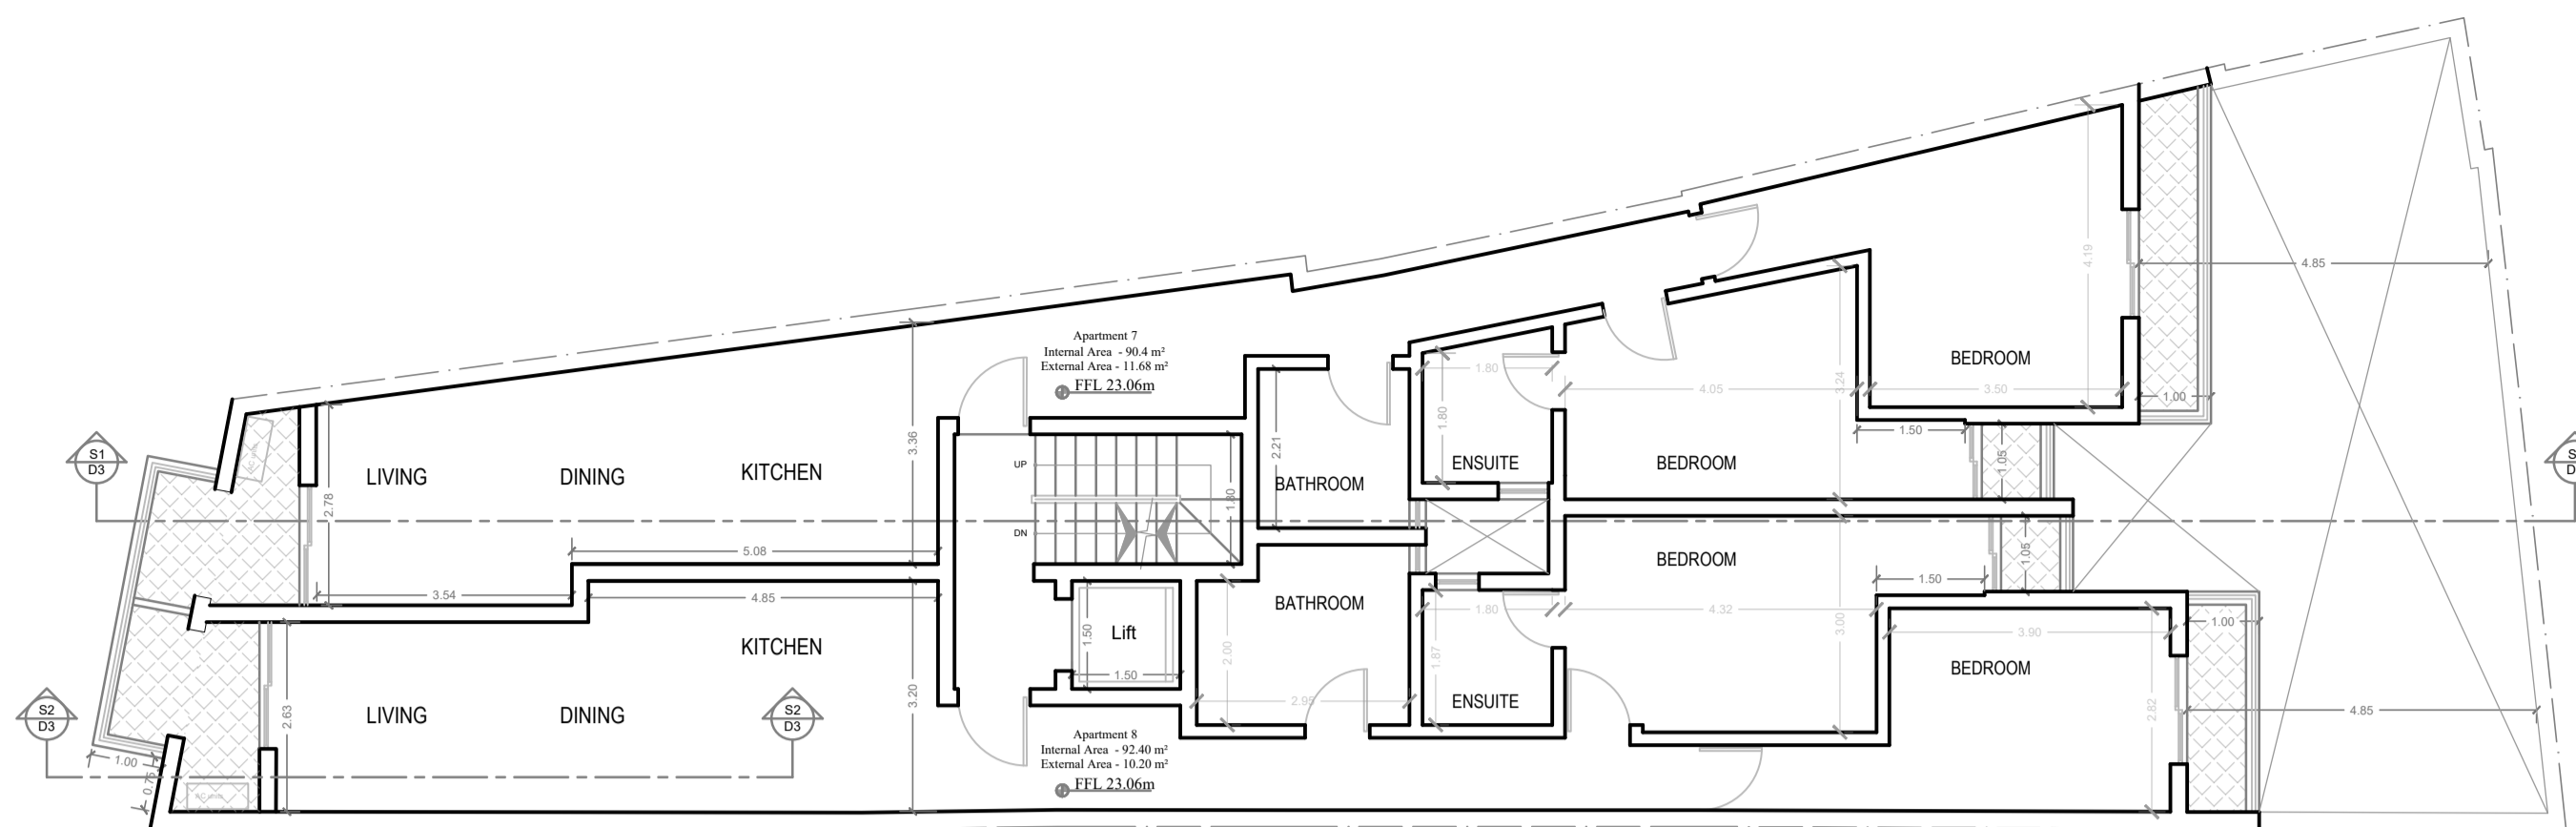 4.19
4.85
Apartment 7
Internal Area - 90.4 m²
External Area - 11.68 m²
FFL 23.06m
1.80
4.05
3.24
BEDROOM
3.50
1.00
1.80
1.50
S1
D3
LIVING
DINING
KITCHEN
3.36
UP
2.21
BATHROOM
ENSUITE
BEDROOM
1.05
2.78
1.80
DN
5.08
BEDROOM
1.05
3.54
4.85
BATHROOM
1.80
4.32
1.50
3.00
1.50
Lift
KITCHEN
2.00
1.87
3.90
1.00
BEDROOM
1.50
2.95
ENSUITE
2.63
3.20
2.82
4.85
S2
D3
LIVING
DINING
S2
D3
Apartment 8
Internal Area - 92.40 m²
External Area - 10.20 m²
FFL 23.06m
1.00
0.75